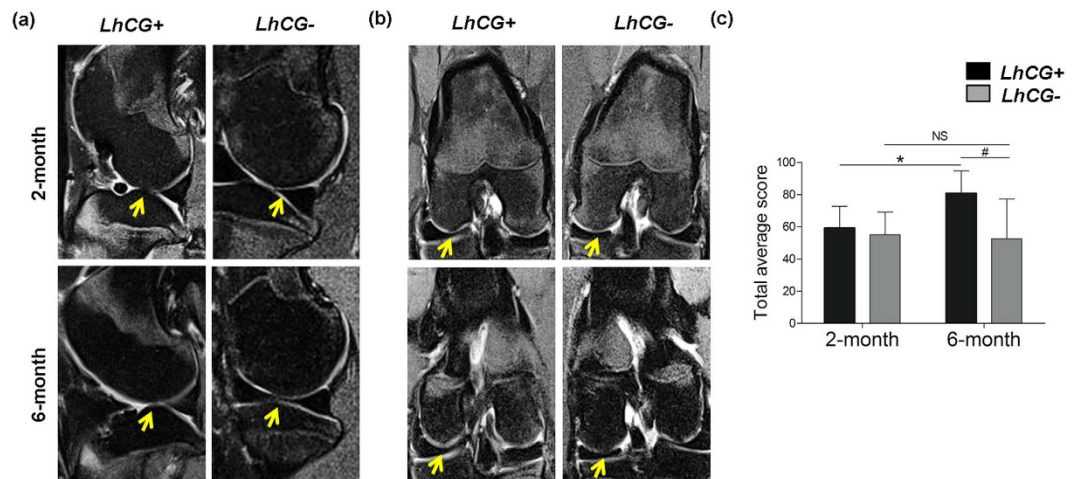 (a)
LhCG+
LhCG-
(b)
LhCG+
LhCG-
(c)
2-month
6-month
LhCG+
LhCG-
NS
*
#
Total average score
100
80
60
40
20
0
2-month
6-month